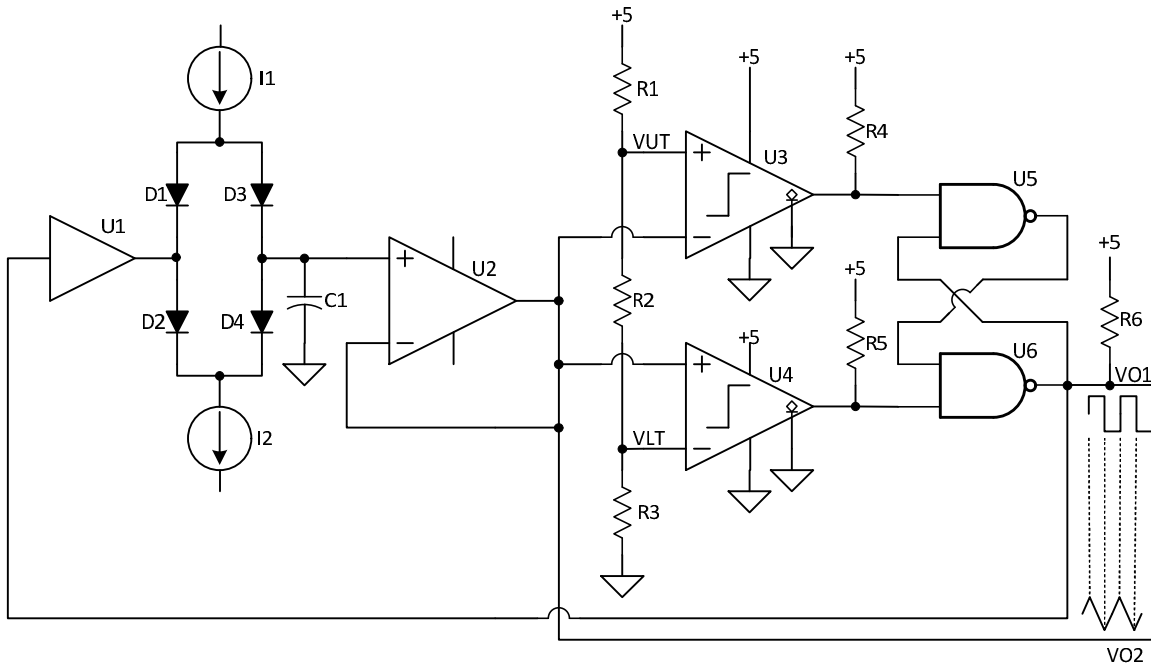 +5
I1
R1
+5
+5
VUT
U3
R4
D1
D3
U5
U1
+5
U2
+5
C1
R2
D2
D4
+5
R5
R6
U4
U6
VO1
I2
VLT
R3
VO2